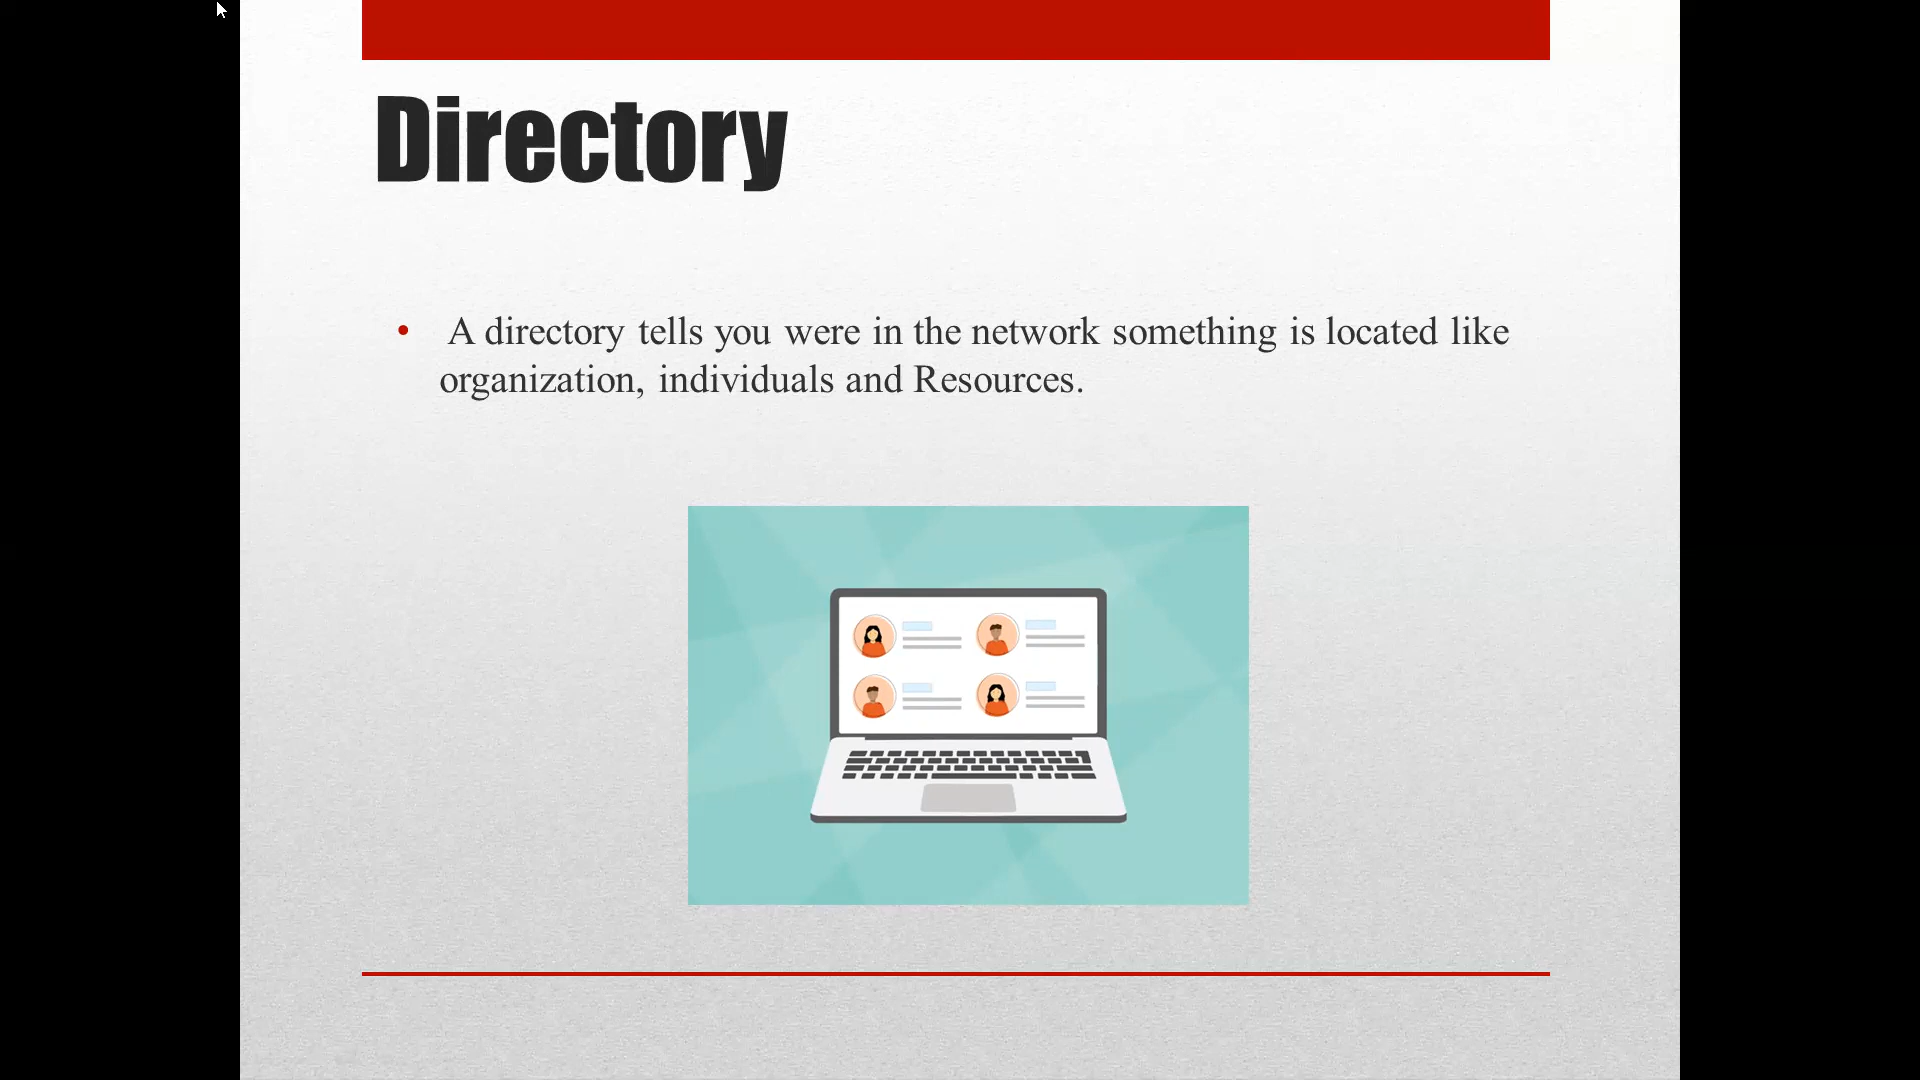 Directory
• A directory tells you were in the network something is located like
organization, individuals and Resources.